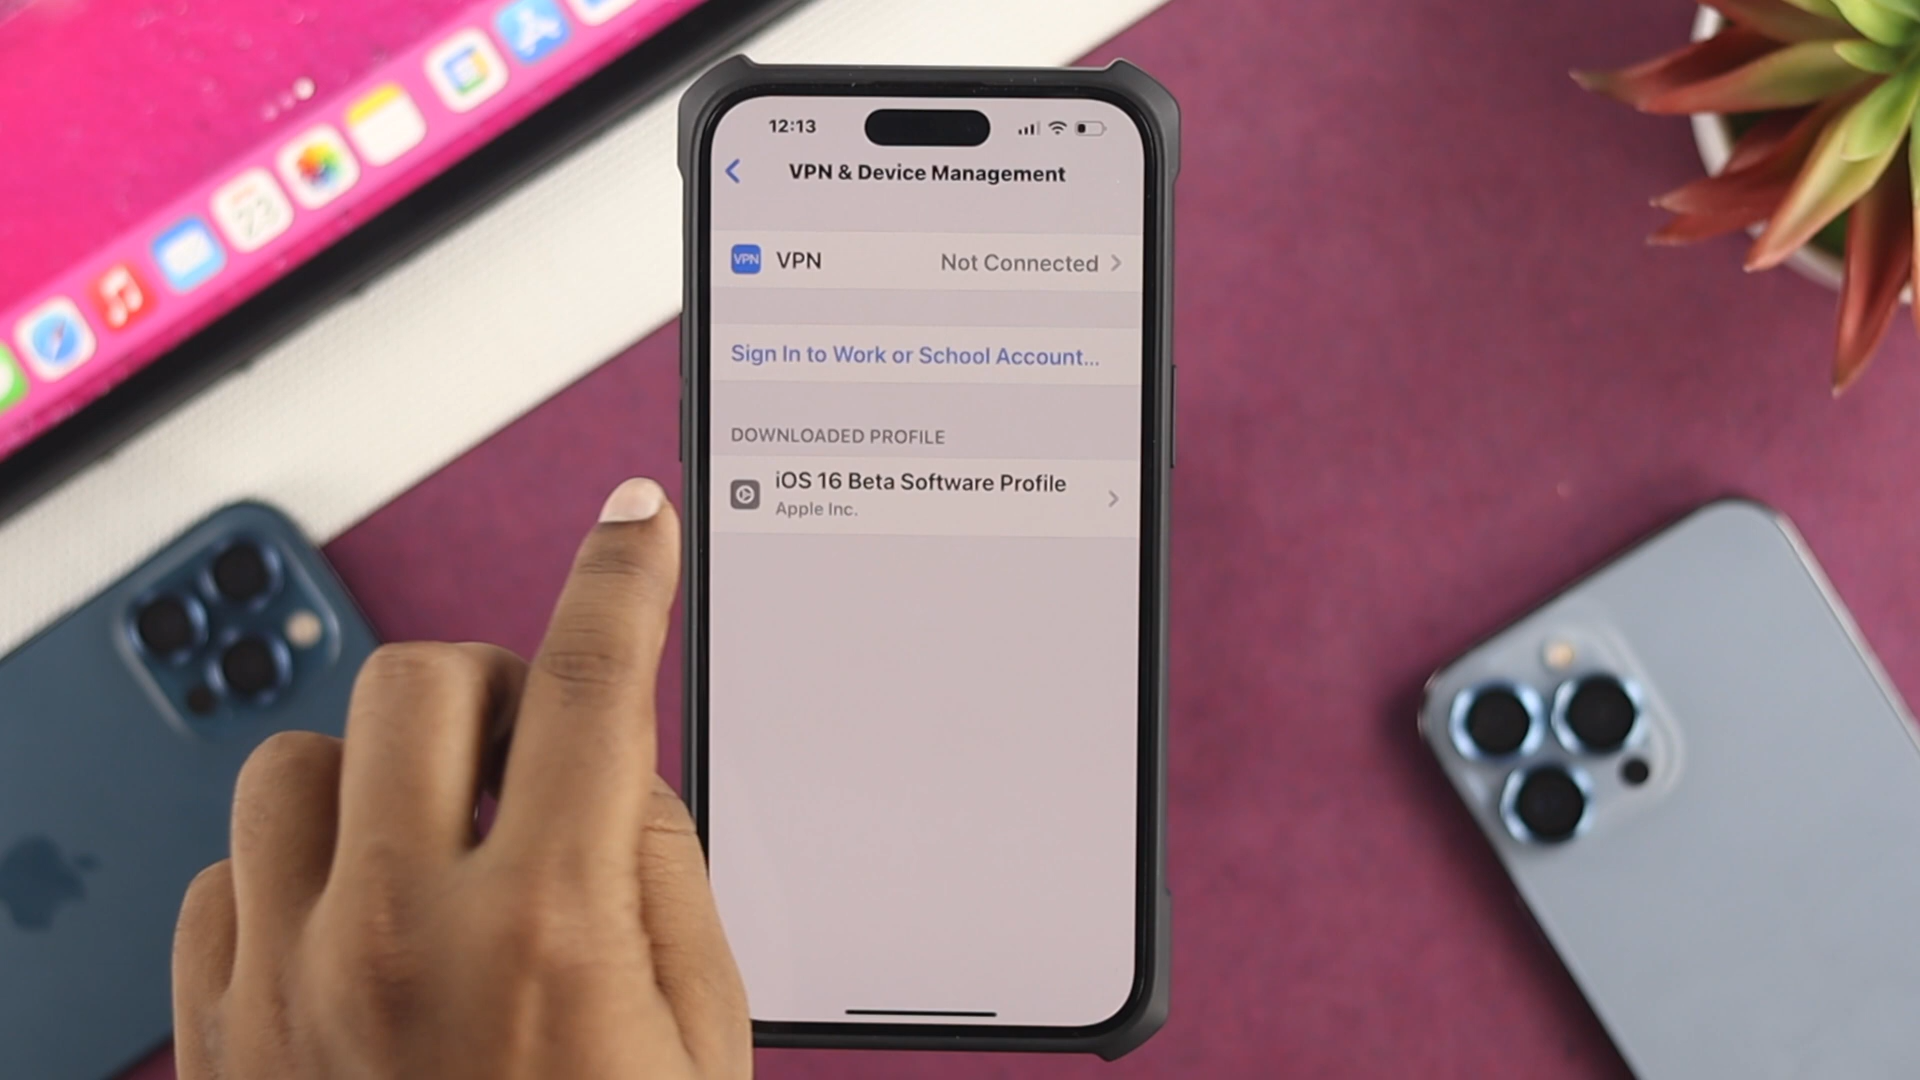 12:13
VPN & Device Management
VPN VPN Not Connected
Sign In to Work or School Account...
DOWNLOADED PROFILE
iOS 16 Beta Software Profile
Apple Inc.
23